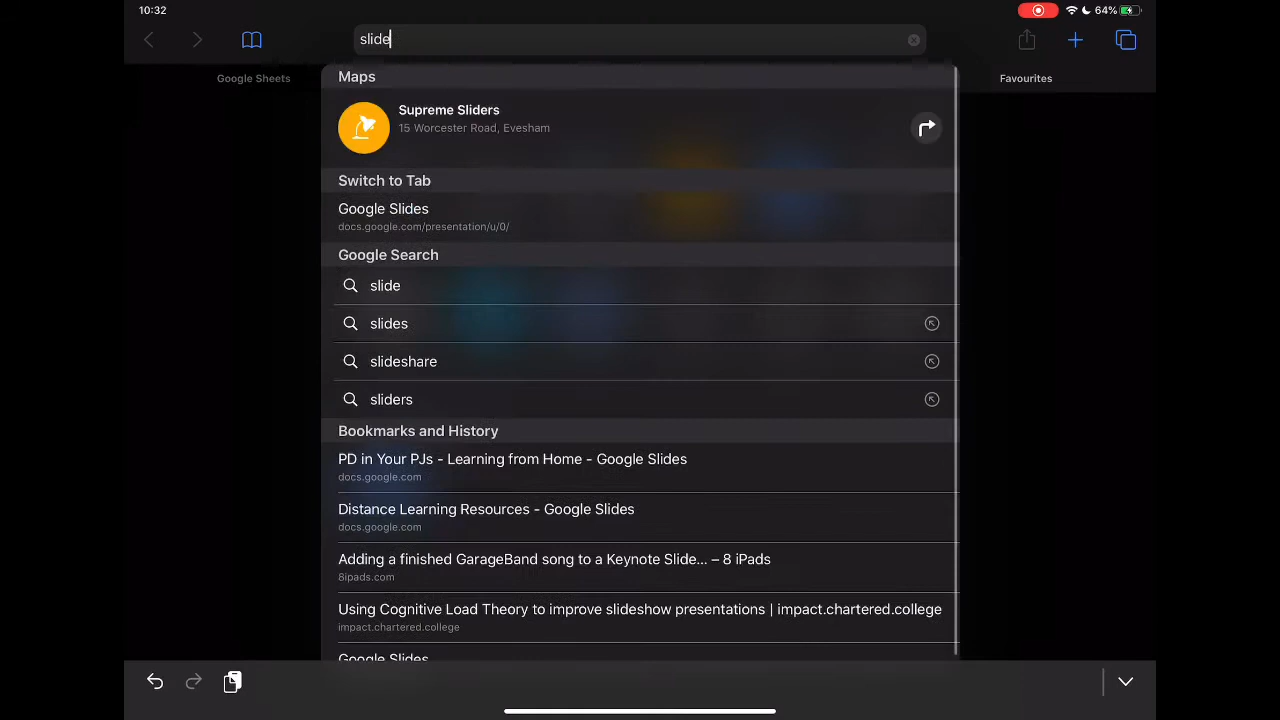 10:32
64%
slide
Google Sheets
Favourites
Maps
Supreme Sliders
15 Worcester Road, Evesham
Switch to Tab
Google Slides
docs.google.com/presentation/u/0/
Google Search
slide
slides
slideshare
sliders
Bookmarks and History
PD in Your PJs - Learning from Home - Google Slides
docs.google.com
Distance Learning Resources - Google Slides
docs.google.com
Adding a finished GarageBand song to a Keynote Slide... – 8 iPads
8ipads.com
Using Cognitive Load Theory to improve slideshow presentations | impact.chartered.college
impact.chartered.college
Google Slides